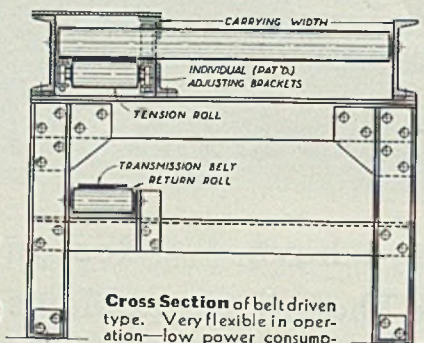 CARRYING WIDTH
INDIVIDUAL (PAT'D.)
ADJUSTING BRACKETS
TENSION ROLL
TRANSMISSION BELT
RETURN ROLL
Cross Section of belt driven
type. Very flexible in oper-
ation—low power consump-